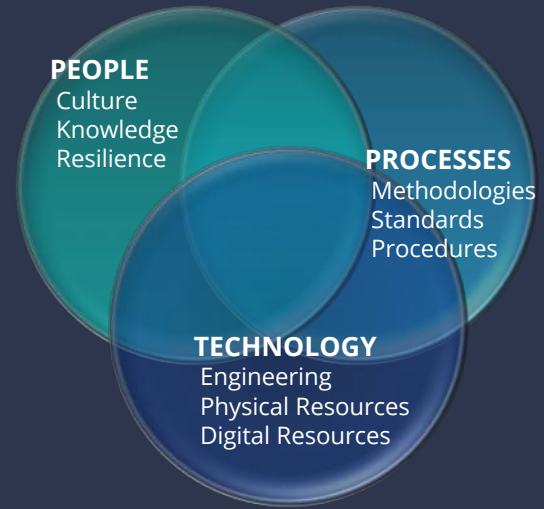 PEOPLE
Culture
Knowledge
Resilience
PROCESSES
Methodologies
Standards
Procedures
TECHNOLOGY
Engineering
Physical Resources
Digital Resources